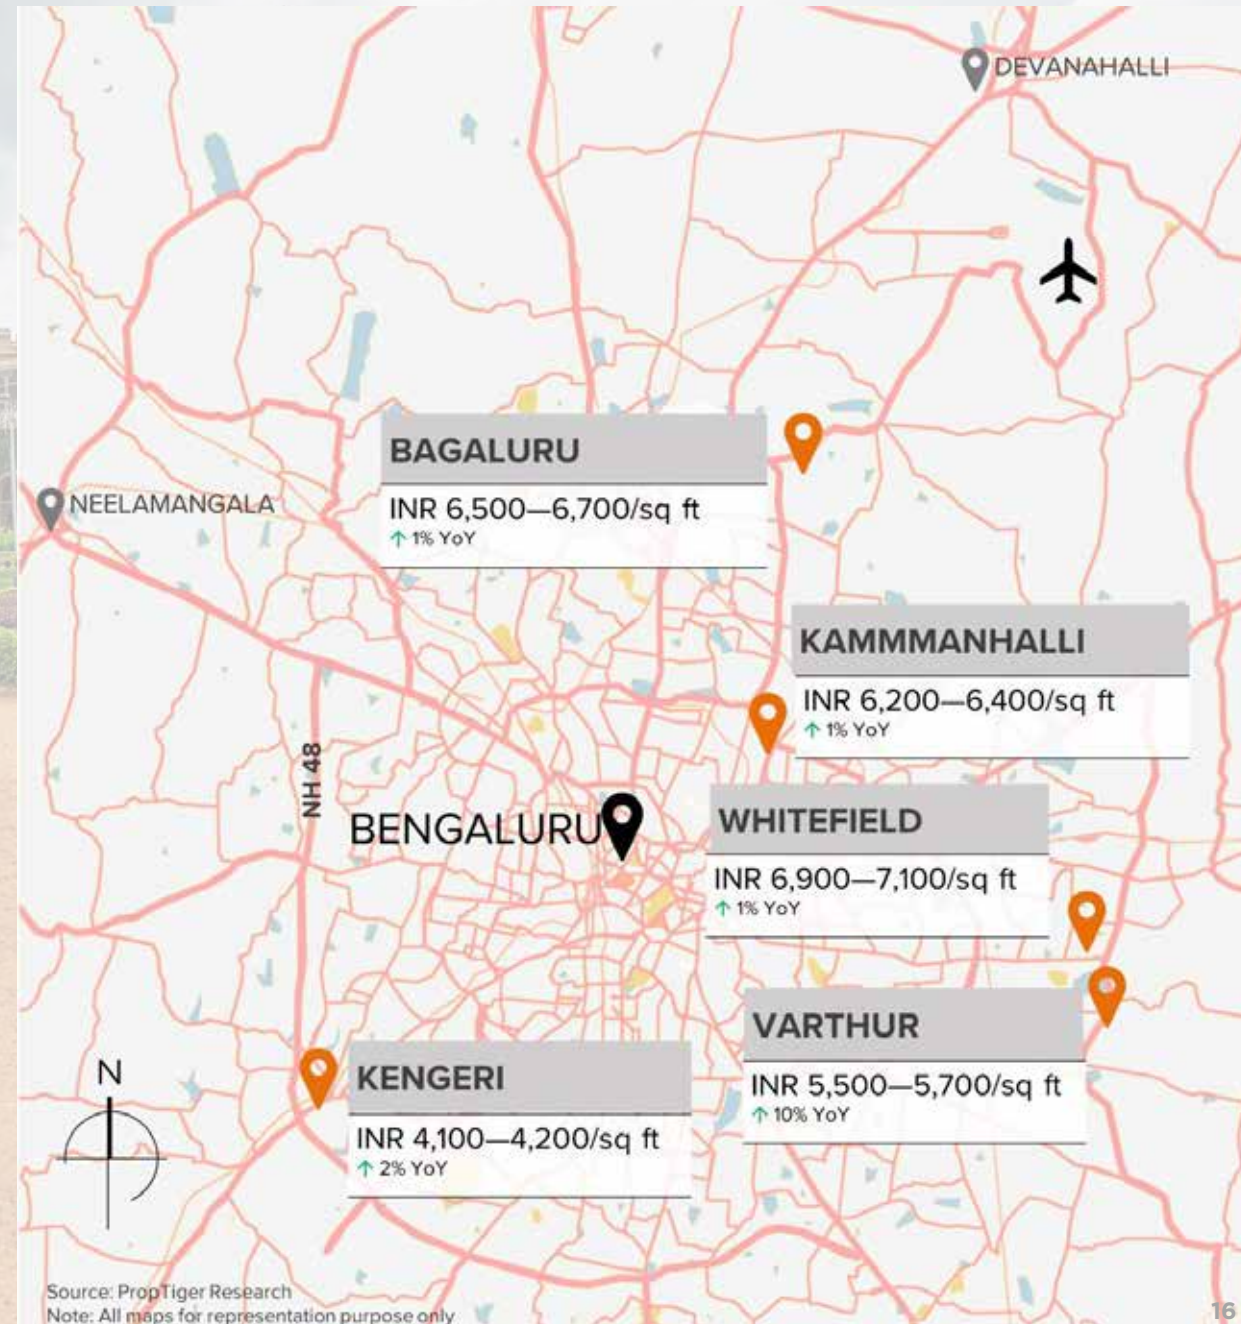 DEVANAHALLI
BAGALURU
INR 6,500—6,700/sq ft
↑ 1% YoY
NEELAMANGALA
KAMMMANHALLI
INR 6,200—6,400/sq ft
↑ 1% YoY
NH 48
BENGALURU
WHITEFIELD
INR 6,900—7,100/sq ft
↑ 1% YoY
VARTHUR
INR 5,500—5,700/sq ft
↑ 10% YoY
N
KENGERI
INR 4,100—4,200/sq ft
↑ 2% YoY
Source: PropTiger Research
Note: All maps for representation purpose only
16